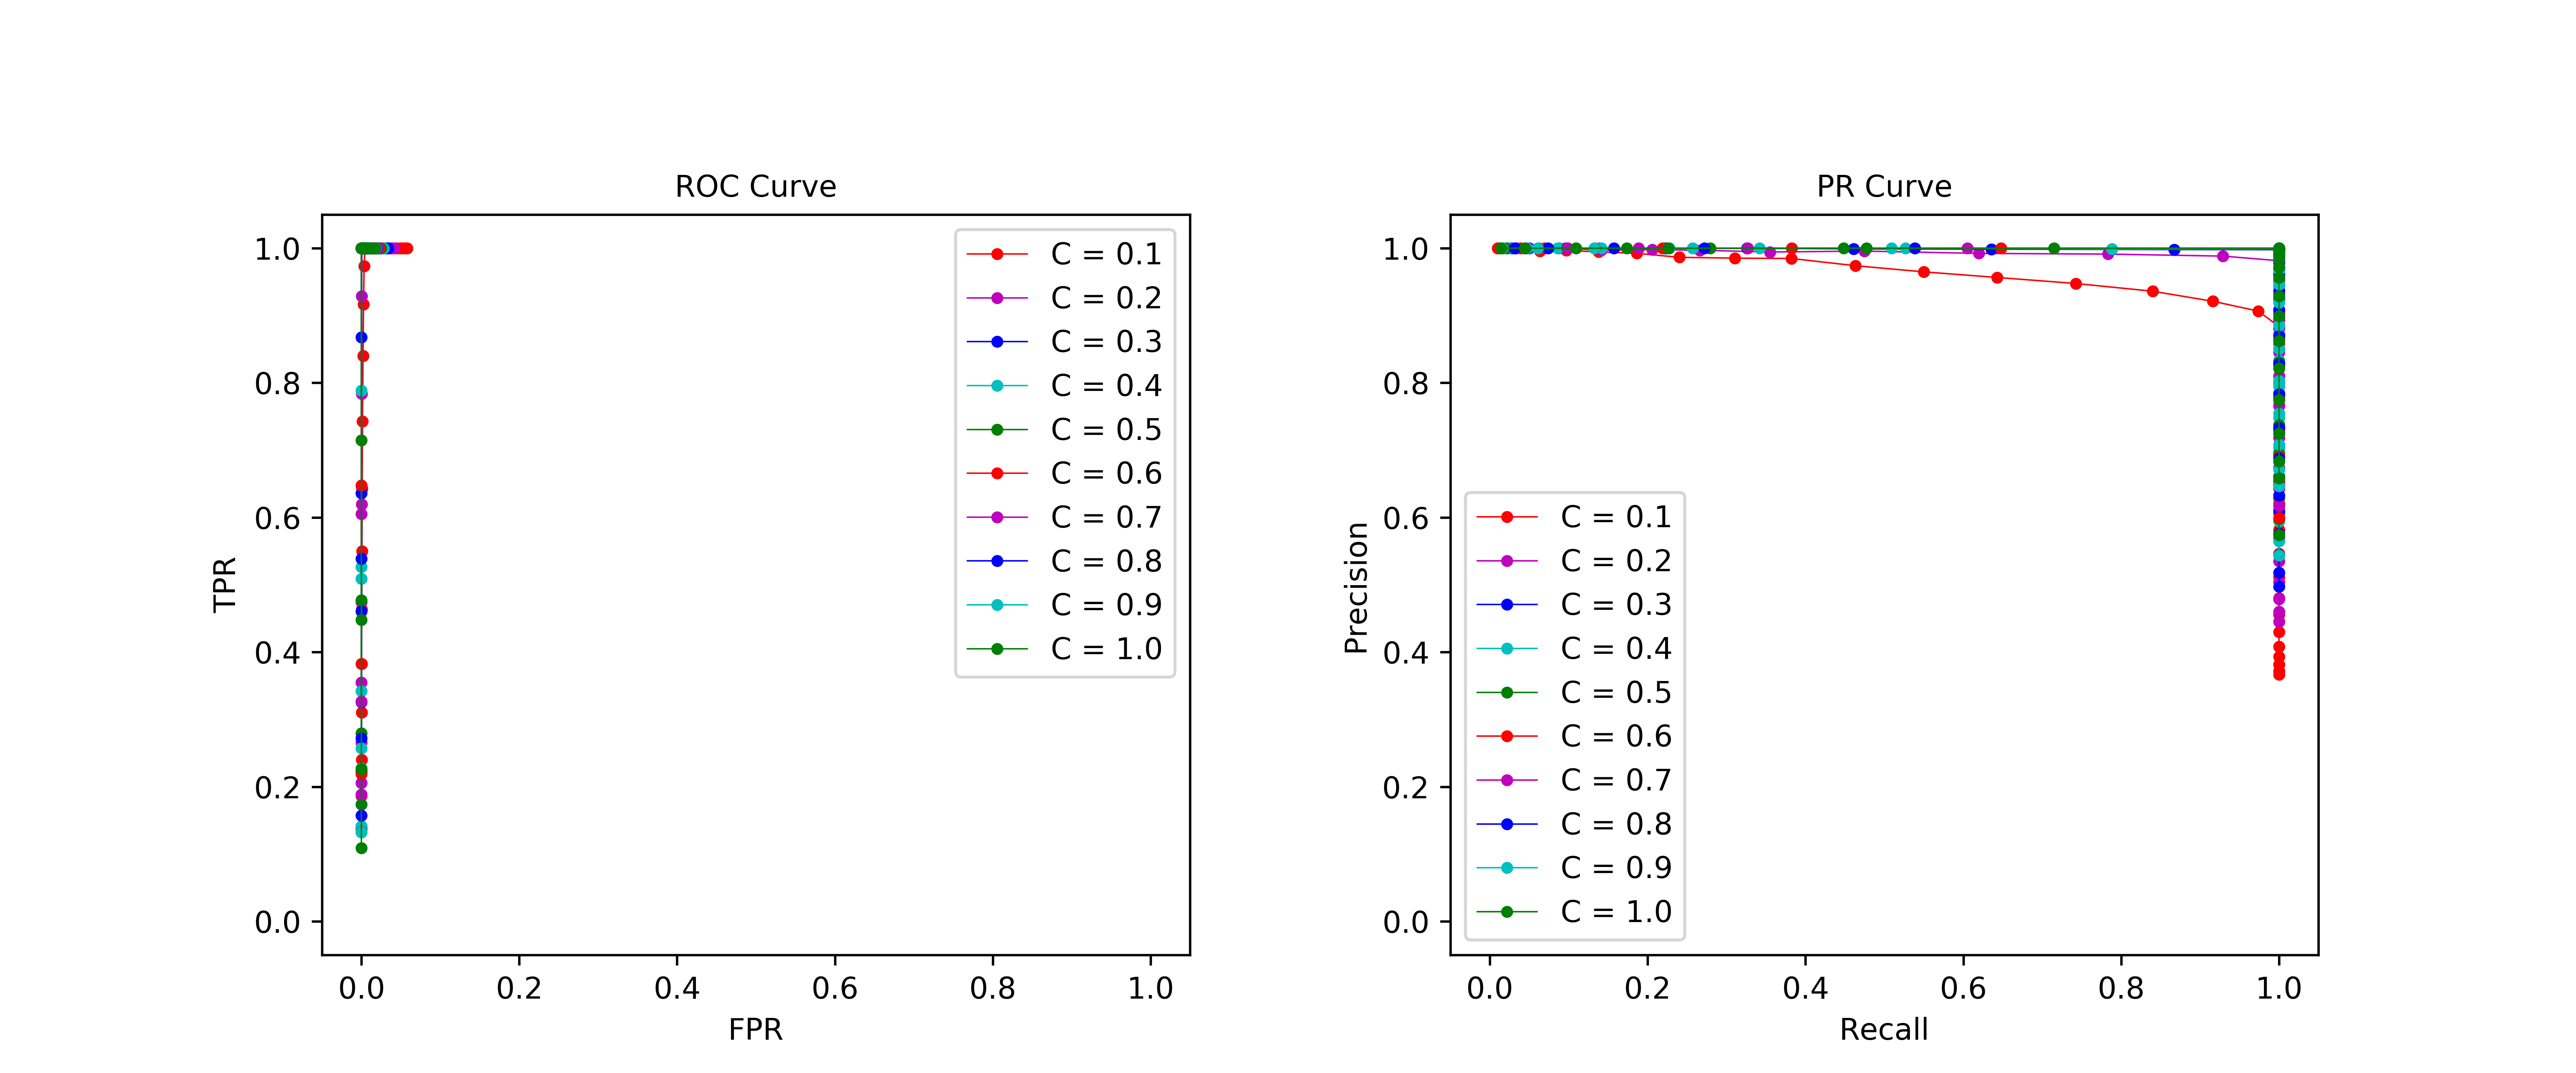 ROC Curve
1.0
0.8
0.6
0.4
0.2
0.0
TPR
0.0 0.2 0.4 0.6 0.8 1.0
FPR
C = 0.1
C = 0.2
C = 0.3
C = 0.4
C = 0.5
C = 0.6
C = 0.7
C = 0.8
C = 0.9
C = 1.0
PR Curve
1.0
0.8
0.6
0.4
0.2
0.0
Precision
0.0 0.2 0.4 0.6 0.8 1.0
Recall
C = 0.1
C = 0.2
C = 0.3
C = 0.4
C = 0.5
C = 0.6
C = 0.7
C = 0.8
C = 0.9
C = 1.0